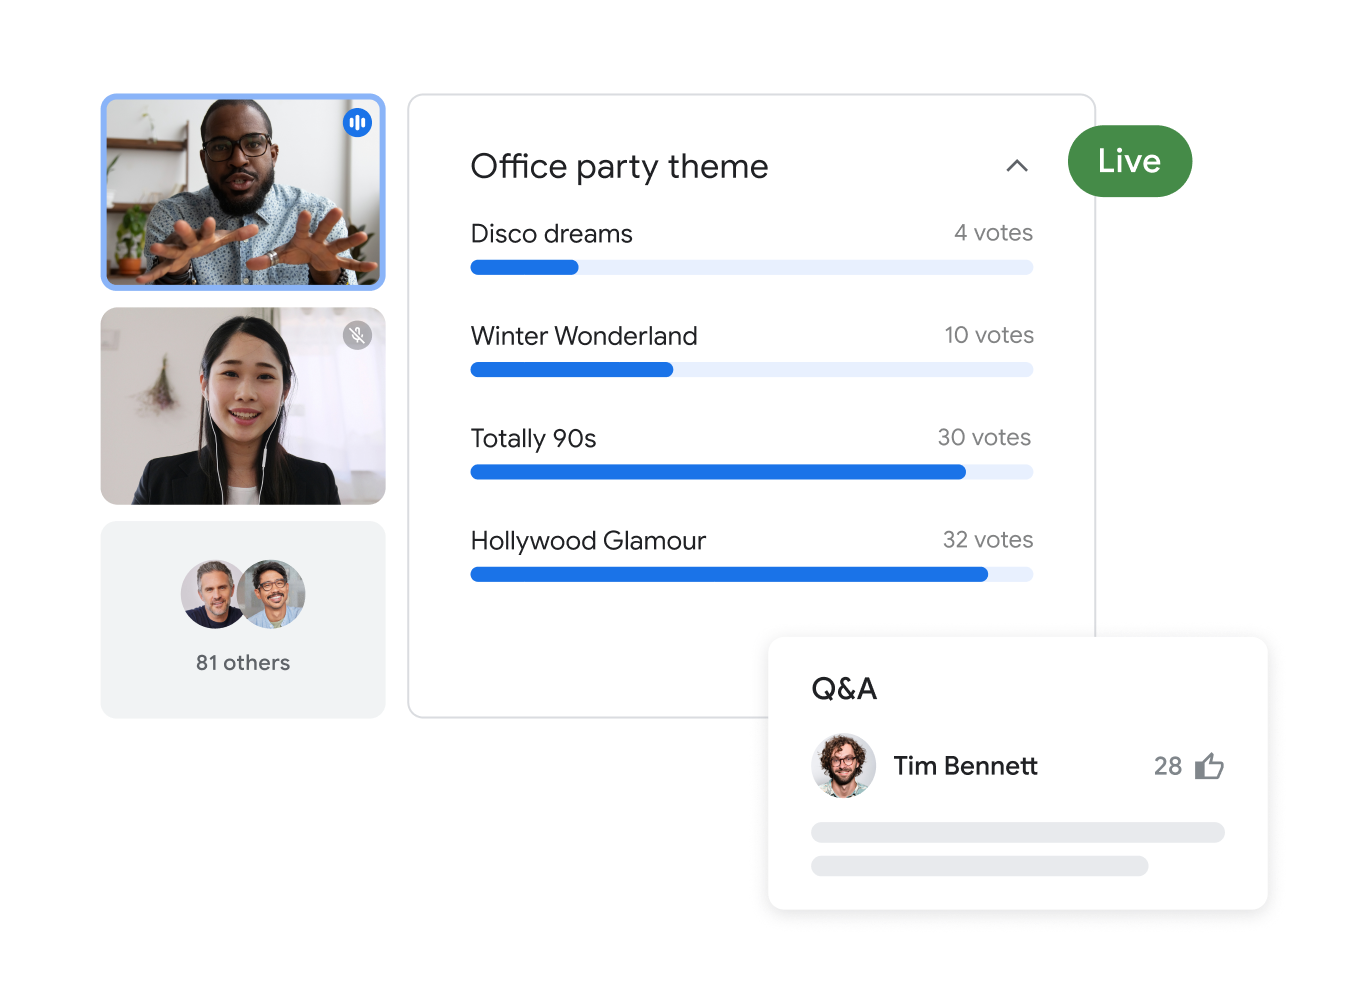 Office party theme
Live
Disco dreams
4 votes
Winter Wonderland
10 votes
Totally 90s
30 votes
Hollywood Glamour
32 votes
81 others
Q&A
Tim Bennett
28